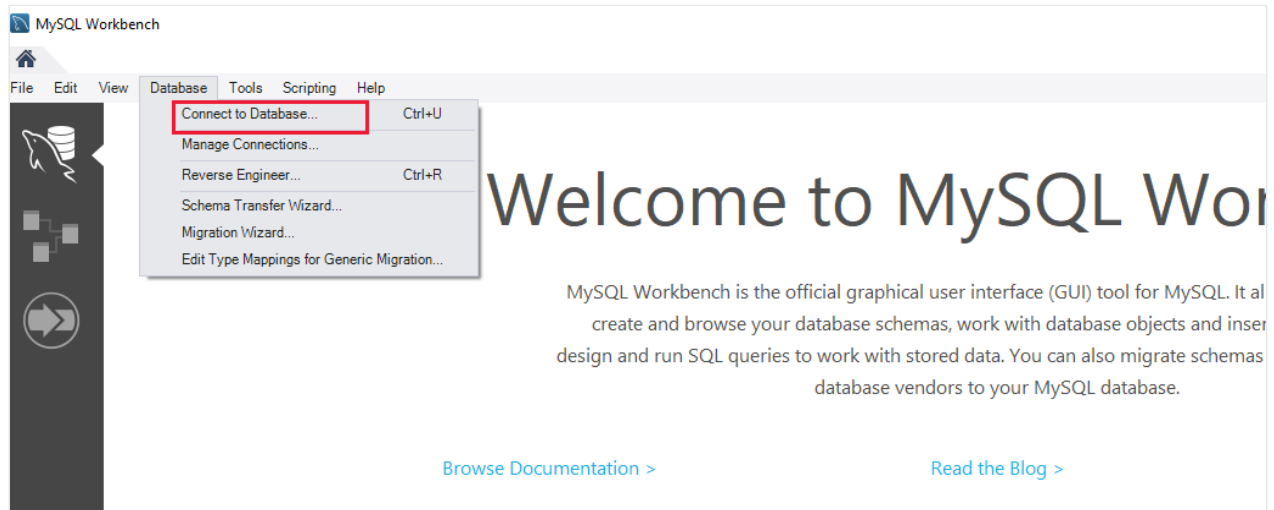 MySQL Workbench
File Edit View Database Tools Scripting Help
Connect to Database... Ctrl+U
Manage Connections...
Reverse Engineer... Ctrl+R
Schema Transfer Wizard...
Migration Wizard...
Edit Type Mappings for Generic Migration...
Welcome to MySQL Wor
MySQL Workbench is the official graphical user interface (GUI) tool for MySQL. It al
create and browse your database schemas, work with database objects and inser
design and run SQL queries to work with stored data. You can also migrate schemas
database vendors to your MySQL database.
Browse Documentation > Read the Blog >